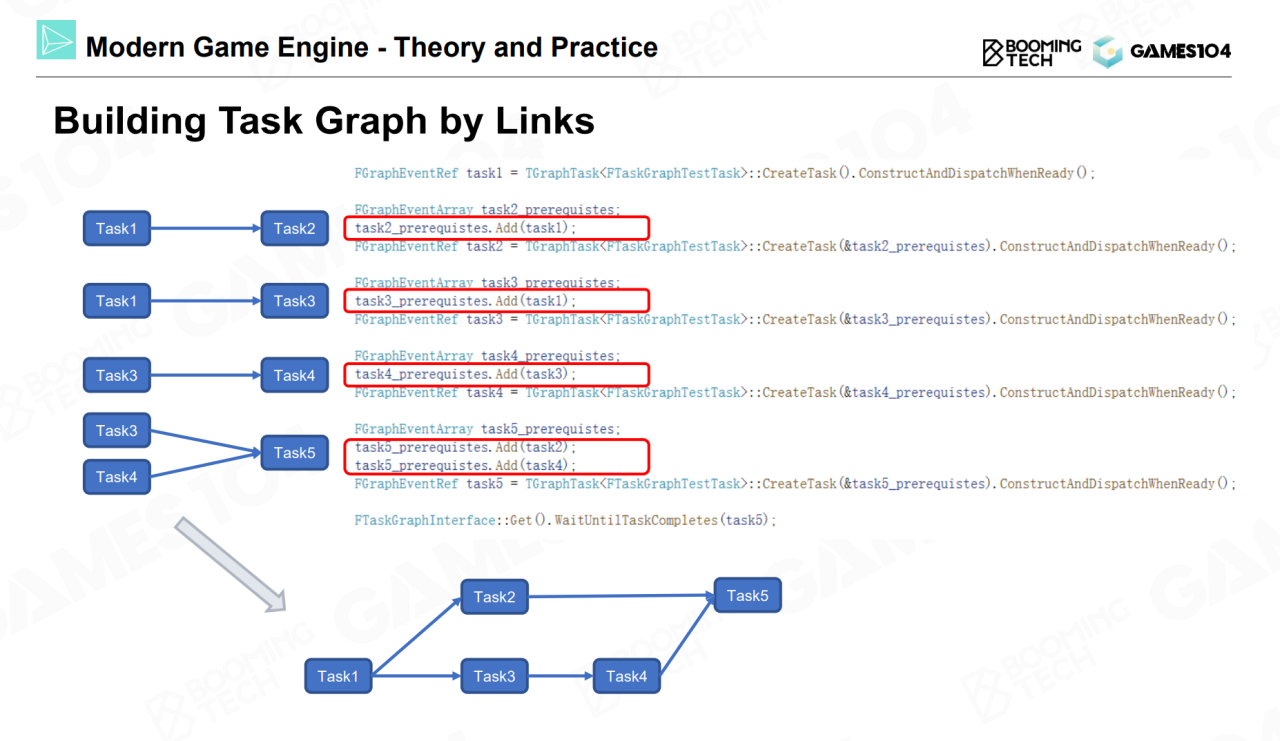 Modern Game Engine - Theory and Practice
BOOMING TECH
GAMES104
Building Task Graph by Links
FGraphEventRef task1 = TGraphTask<FTaskGraphTestTask>::CreateTask().ConstructAndDispatchWhenReady();
Task1
Task2
FGraphEventArray task2_prerequistes;
task2_prerequistes.Add(task1);
FGraphEventRef task2 = TGraphTask<FTaskGraphTestTask>::CreateTask(&task2_prerequistes).ConstructAndDispatchWhenReady();
Task1
Task3
FGraphEventArray task3_prerequistes;
task3_prerequistes.Add(task1);
FGraphEventRef task3 = TGraphTask<FTaskGraphTestTask>::CreateTask(&task3_prerequistes).ConstructAndDispatchWhenReady();
Task3
Task4
FGraphEventArray task4_prerequistes;
task4_prerequistes.Add(task3);
FGraphEventRef task4 = TGraphTask<FTaskGraphTestTask>::CreateTask(&task4_prerequistes).ConstructAndDispatchWhenReady();
Task3
Task4
Task5
FGraphEventArray task5_prerequistes;
task5_prerequistes.Add(task2);
task5_prerequistes.Add(task4);
FGraphEventRef task5 = TGraphTask<FTaskGraphTestTask>::CreateTask(&task5_prerequistes).ConstructAndDispatchWhenReady();
FTaskGraphInterface::Get().WaitUntilTaskCompletes(task5);
Task2
Task5
Task1
Task3
Task4